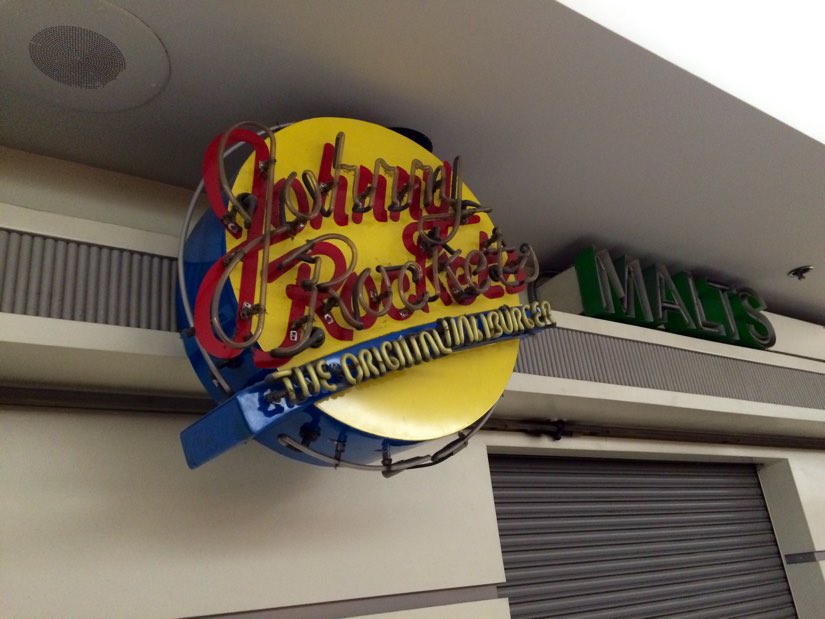 Johnny
Rockets
THE ORIGINAL HAMBURGER
MALTS